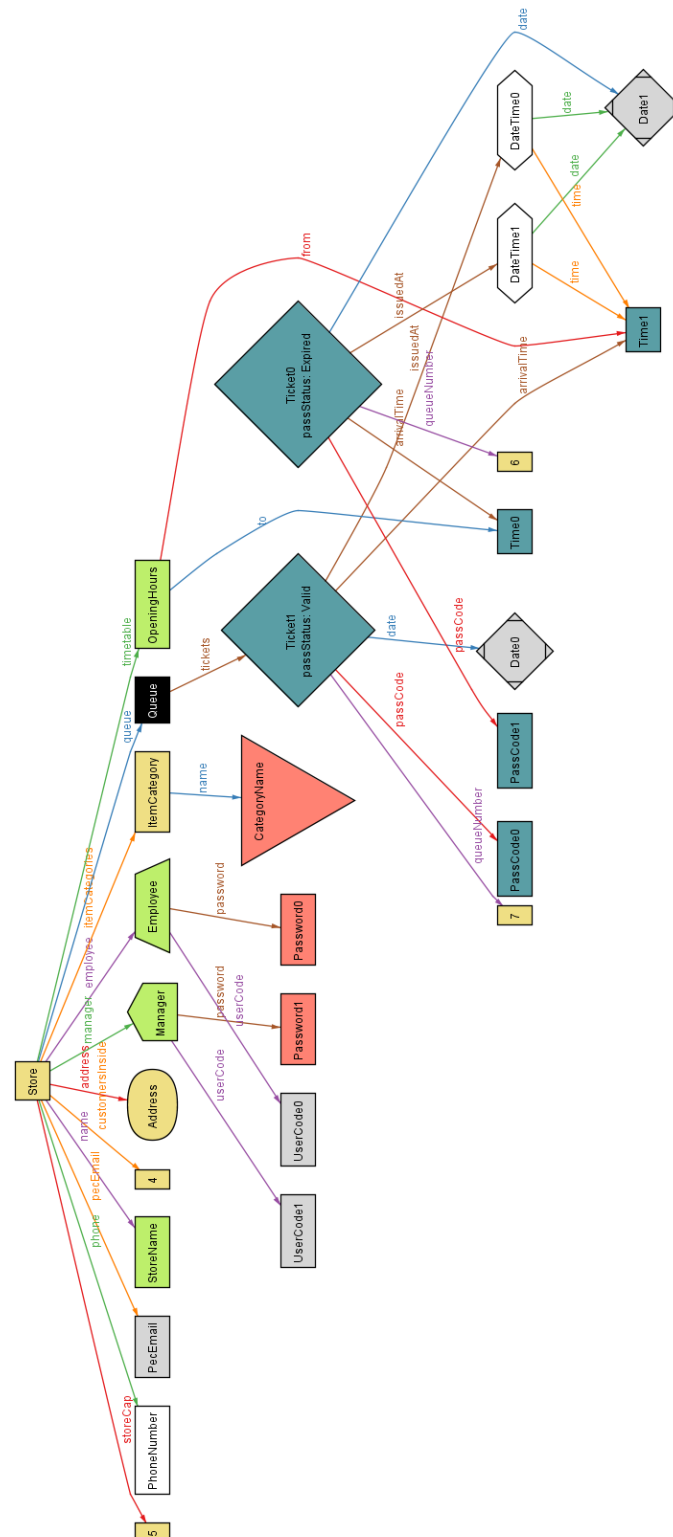 Store
storeCap
phone
pecEmail
name
customersInside
address
manager
employee
itemCategories
queue
timetable
5
PhoneNumber
PecEmail
StoreName
4
Address
Manager
Employee
ItemCategory
Queue
OpeningHours
userCode
password
userCode
password
name
tickets
to
from
UserCode1
UserCode0
Password1
Password0
CategoryName
Ticket1
passStatus: Valid
Ticket0
passStatus: Expired
queueNumber
passCode
date
passCode
arrivalTime
queueNumber
issuedAt
issuedAt
date
7
PassCode0
PassCode1
Date0
Time0
6
DateTime1
DateTime0
arrivalTime
time
time
date
date
Time1
Date1